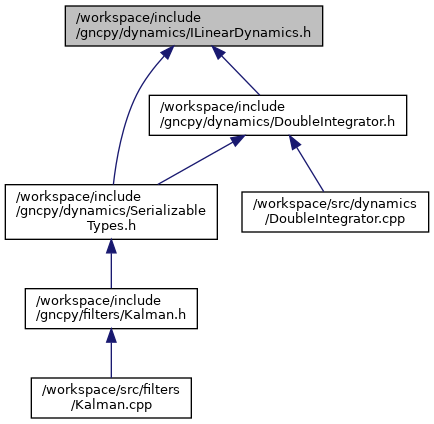 /workspace/include
/gncpy/dynamics/ILinearDynamics.h
/workspace/include
/gncpy/dynamics/DoubleIntegrator.h
/workspace/include
/gncpy/dynamics/Serializable
Types.h
/workspace/src/dynamics
/DoubleIntegrator.cpp
/workspace/include
/gncpy/filters/Kalman.h
/workspace/src/filters
/Kalman.cpp